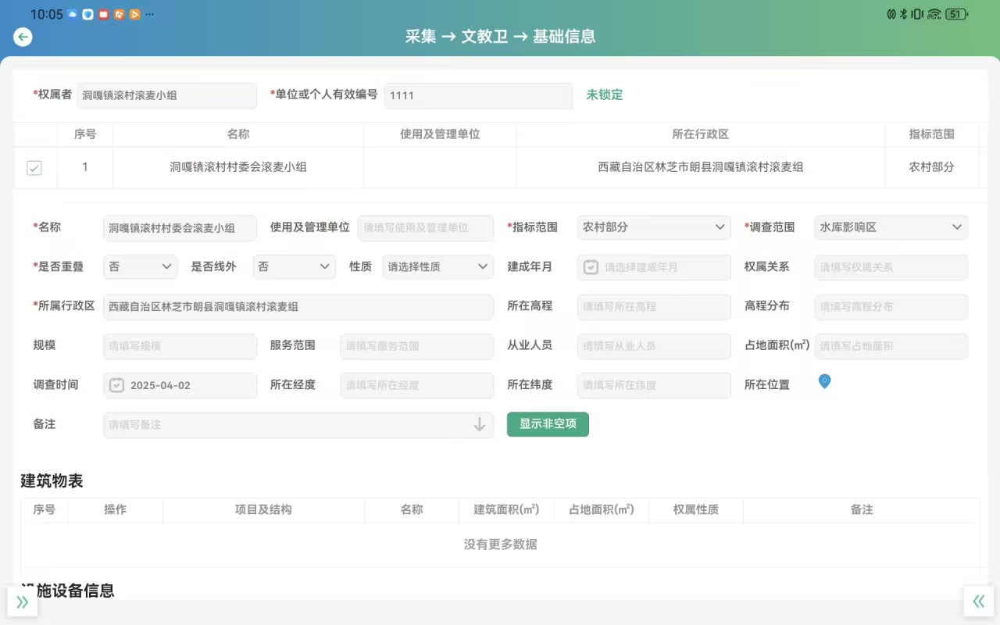 10:05 ··· 51
采集 → 文教卫 → 基础信息
*权属者 洞嘎镇滚村滚麦小组 *单位或个人有效编号 1111 未锁定
序号 名称 使用及管理单位 所在行政区 指标范围
1 洞嘎镇滚村村委会滚麦小组 西藏自治区林芝市朗县洞嘎镇滚村滚麦组 农村部分
*名称 洞嘎镇滚村村委会滚麦小组 使用及管理单位 请填写使用及管理单位 *指标范围 农村部分 *调查范围 水库影响区
*是否重叠 否 是否线外 否 性质 请选择性质 建成年月 请选择建成年月 权属关系 请填写权属关系
*所属行政区 西藏自治区林芝市朗县洞嘎镇滚村滚麦组 所在高程 请填写所在高程 高程分布 请填写高程分布
规模 请填写规模 服务范围 请填写服务范围 从业人员 请填写从业人员 占地面积(㎡) 请填写占地面积
调查时间 2025-04-02 所在经度 请填写所在经度 所在纬度 请填写所在纬度 所在位置
备注 请填写备注 显示非空项
建筑物表
序号 操作 项目及结构 名称 建筑面积(㎡) 占地面积(㎡) 权属性质 备注
没有更多数据
设施设备信息